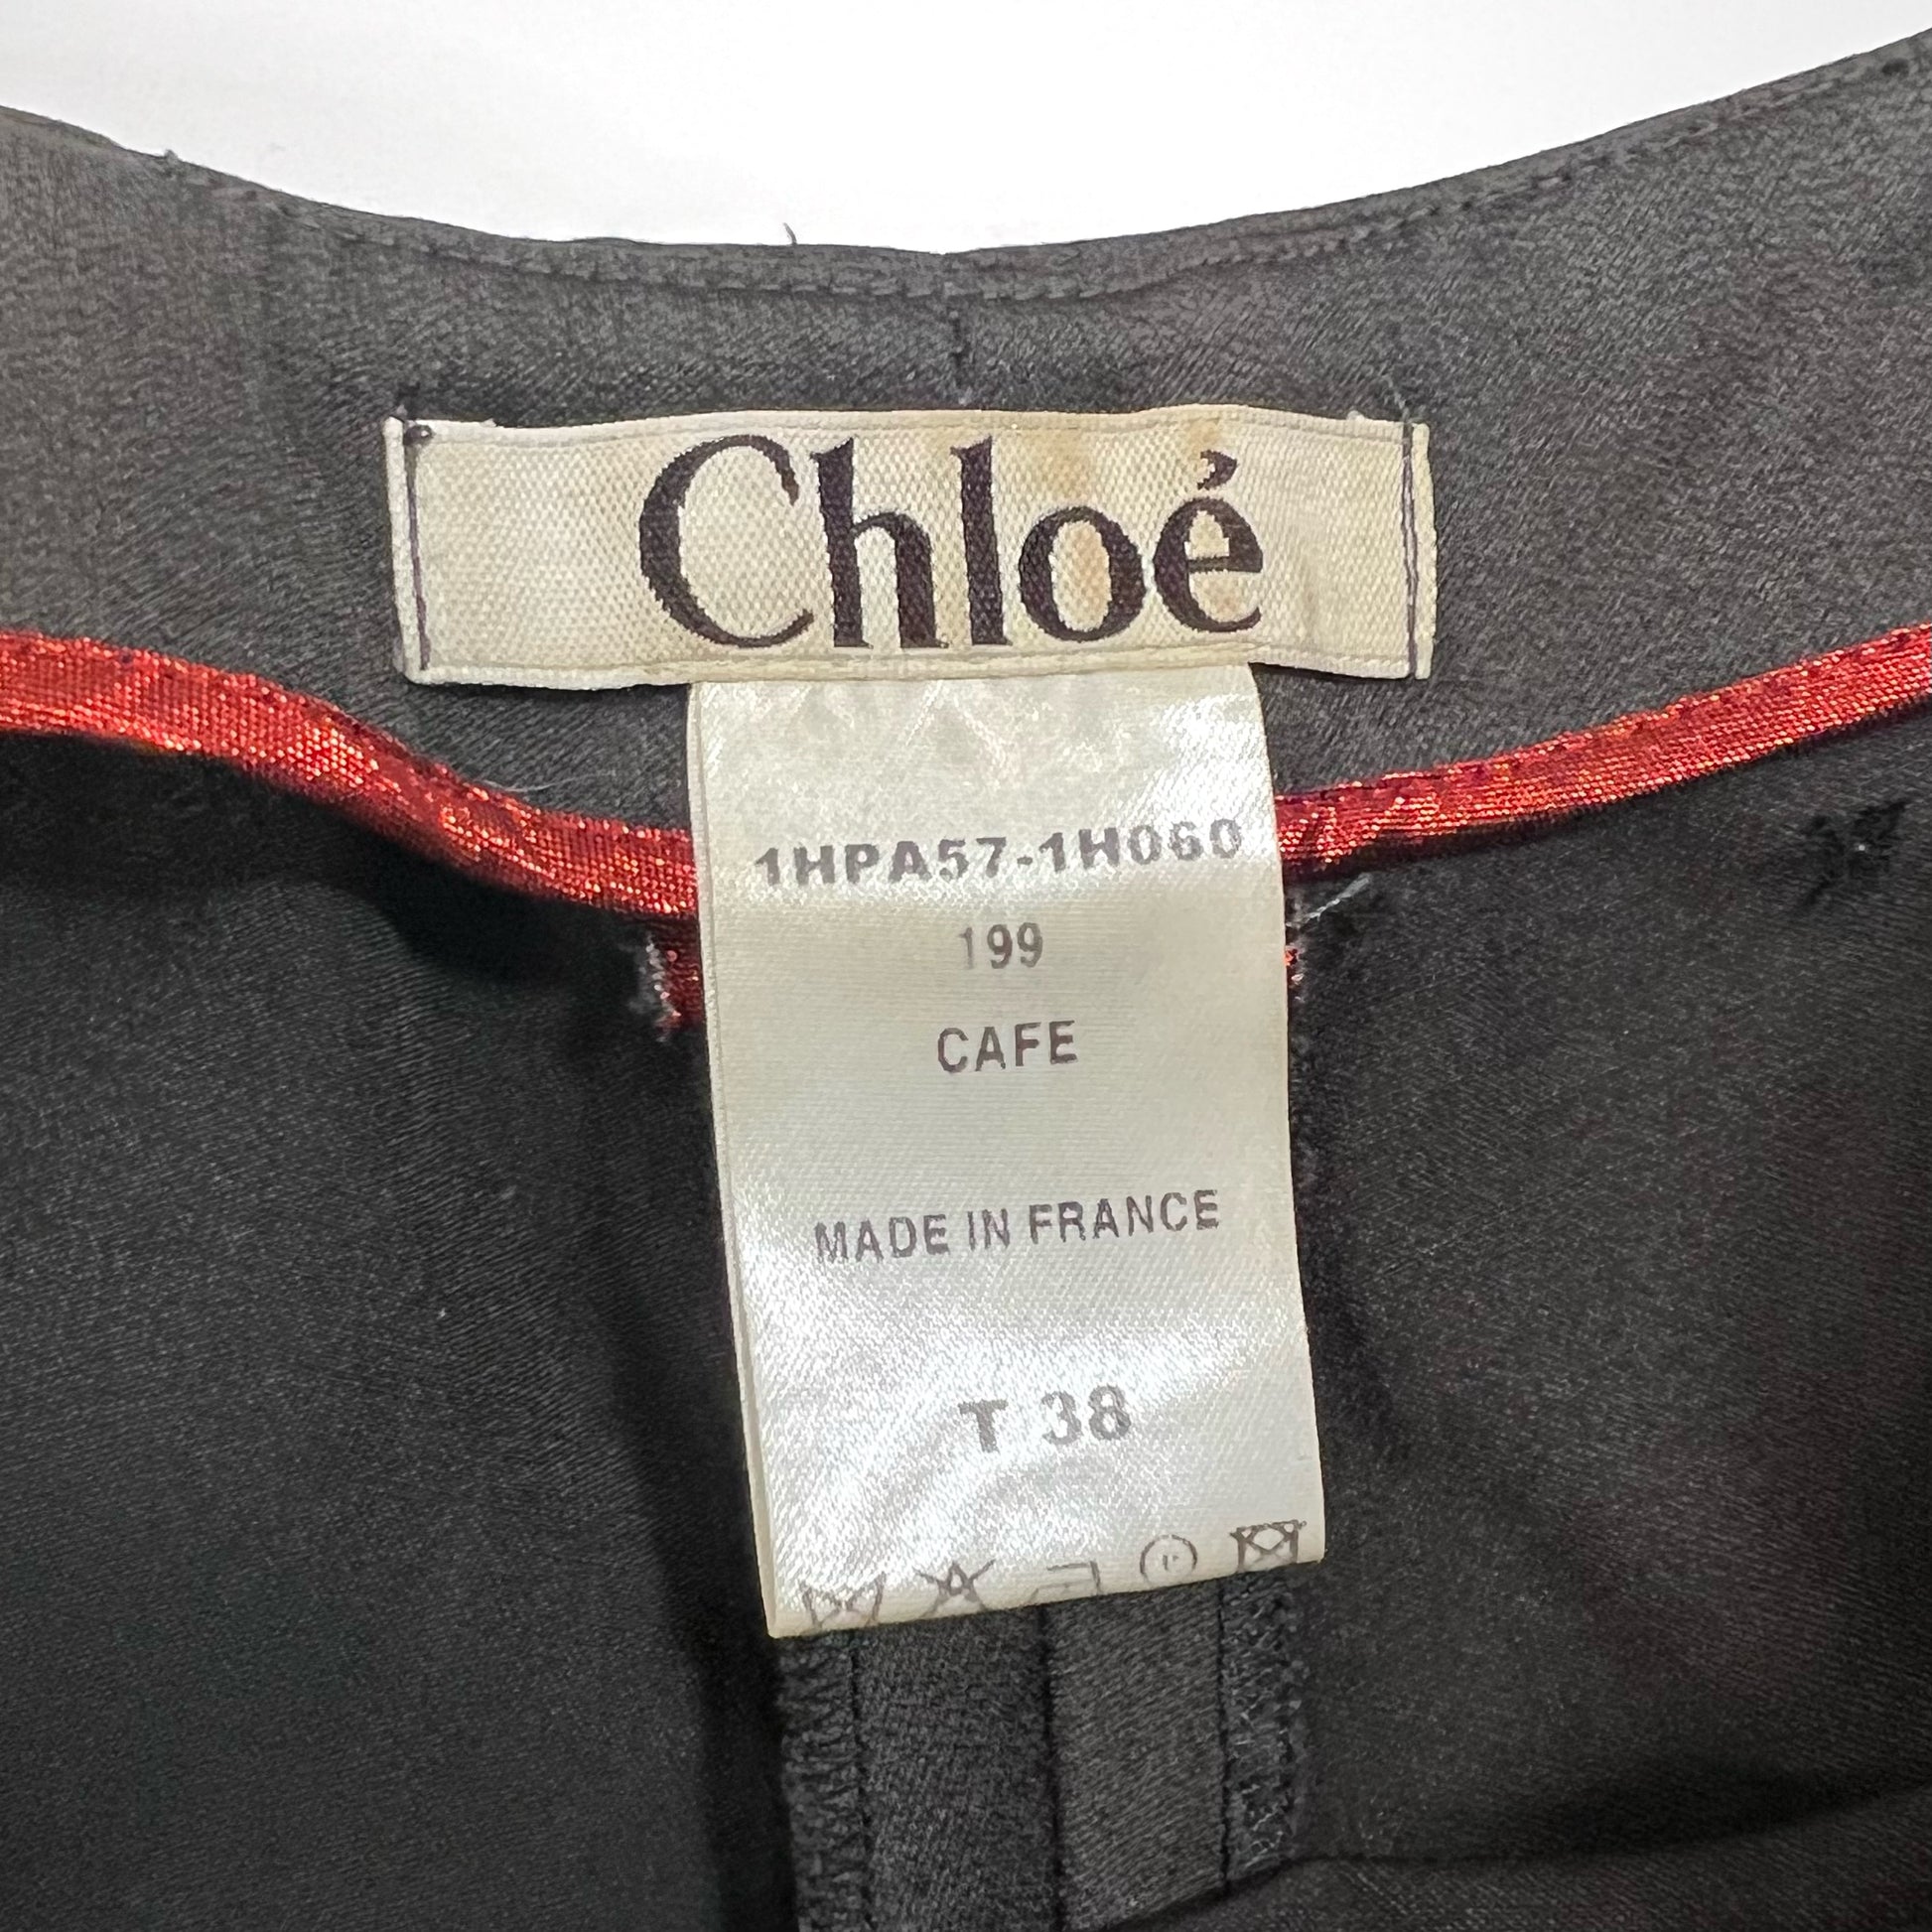 Chloé
1HPA57-1H060
199
CAFE
MADE IN FRANCE
T 38